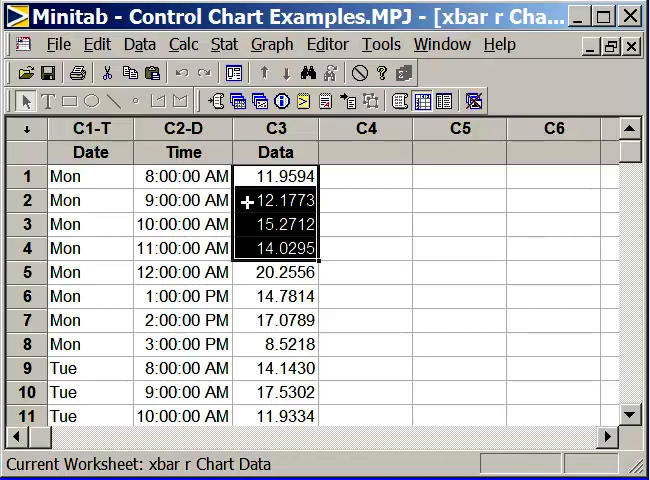 Minitab - Control Chart Examples.MPJ - [xbar r Cha...
File Edit Data Calc Stat Graph Editor Tools Window Help
C1-T C2-D C3 C4 C5 C6
Date Time Data
1 Mon 8:00:00 AM 11.9594
2 Mon 9:00:00 AM 12.1773
3 Mon 10:00:00 AM 15.2712
4 Mon 11:00:00 AM 14.0295
5 Mon 12:00:00 AM 20.2556
6 Mon 1:00:00 PM 14.7814
7 Mon 2:00:00 PM 17.0789
8 Mon 3:00:00 PM 8.5218
9 Tue 8:00:00 AM 14.1430
10 Tue 9:00:00 AM 17.5302
11 Tue 10:00:00 AM 11.9334
Current Worksheet: xbar r Chart Data